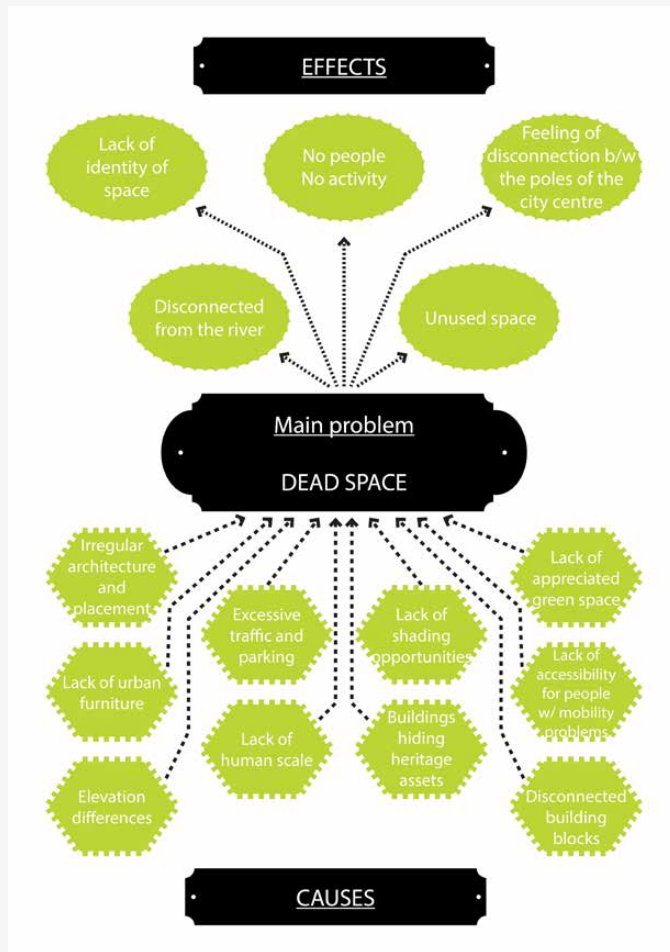 EFFECTS
Lack of
identity of
space
No people
No activity
Feeling of
disconnection b/w
the poles of the
city centre
Disconnected
from the river
Unused space
Main problem
DEAD SPACE
Irregular
architecture
and
placement
Lack of
appreciated
green space
Excessive
traffic and
parking
Lack of
shading
opportunities
Lack of urban
furniture
Lack of
accessibility
for people
w/ mobility
problems
Lack of
human scale
Buildings
hiding
heritage
assets
Elevation
differences
Disconnected
building
blocks
CAUSES